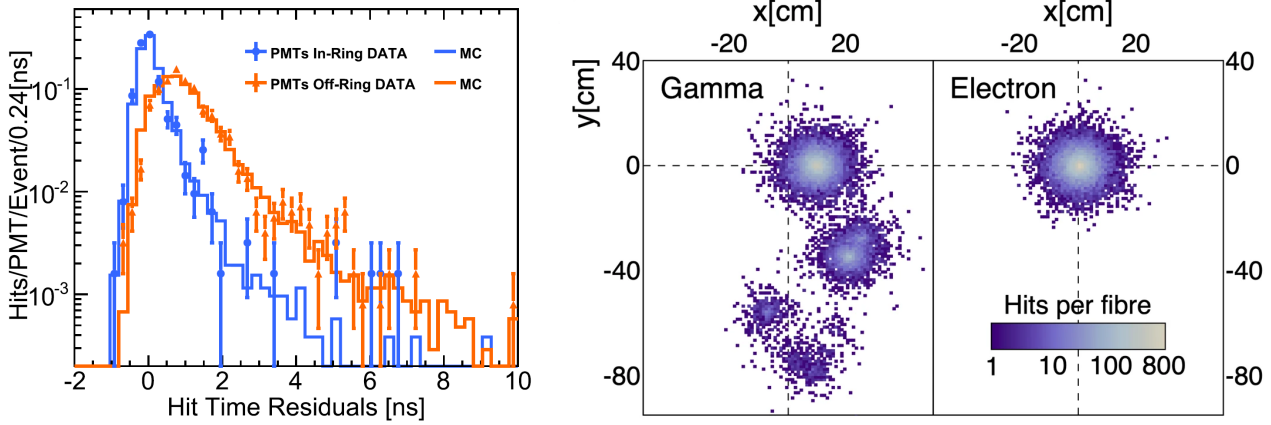 Hits/PMT/Event/0.24[ns]
10⁻¹
10⁻²
10⁻³
PMTs In-Ring DATA MC
PMTs Off-Ring DATA MC
-2 0 2 4 6 8 10
Hit Time Residuals [ns]
x[cm] x[cm]
-20 20 -20 20
y[cm]
40 40
Gamma Electron
0 0
-40 -40
Hits per fibre
1 10 100 800
-80 -80